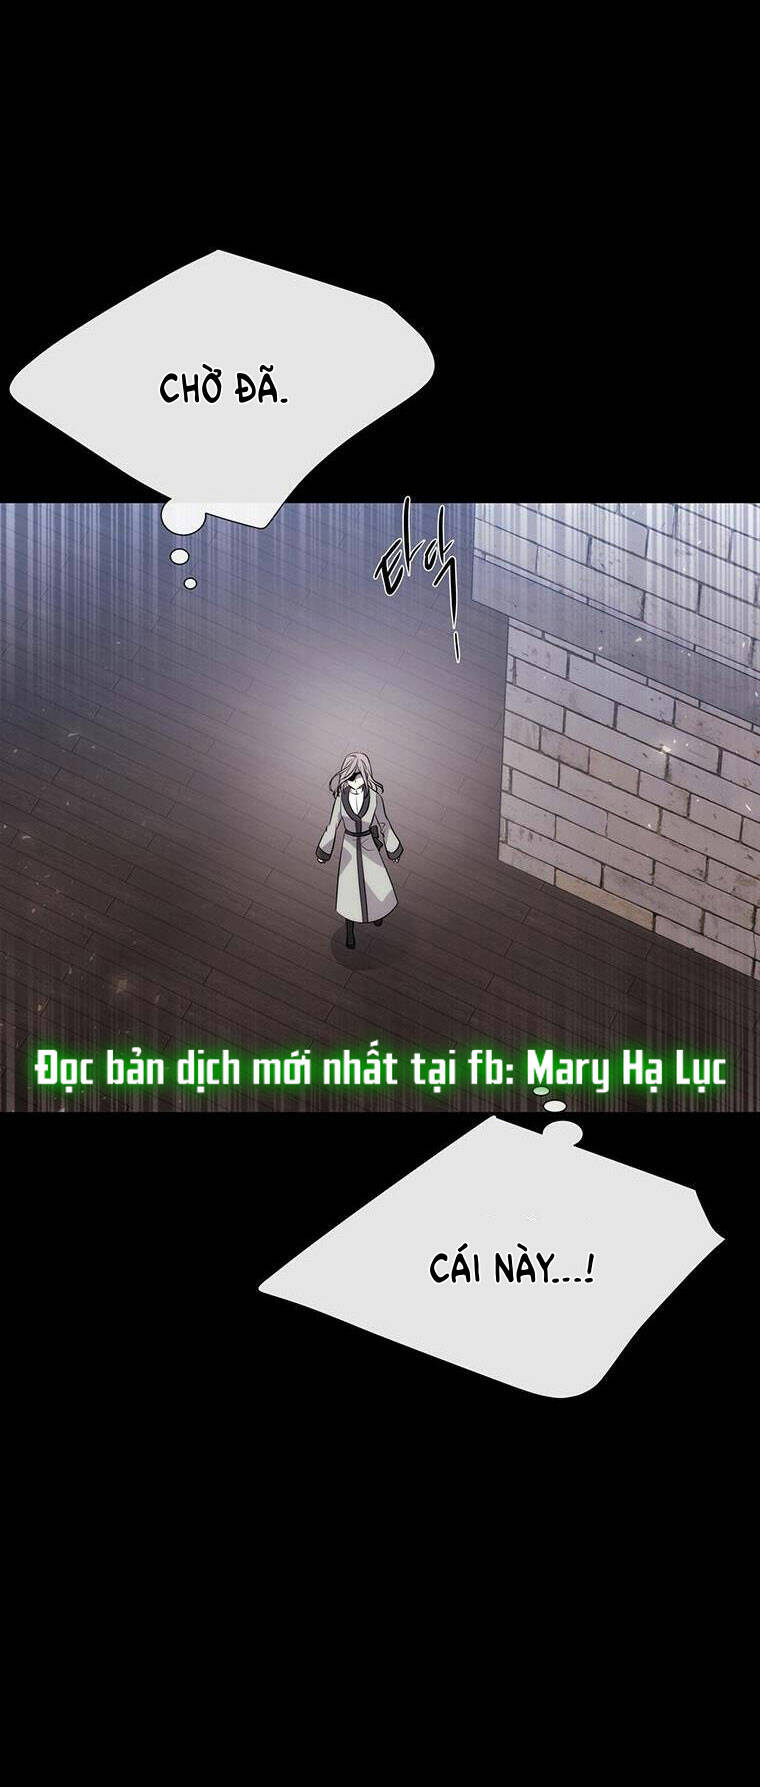 CHỜ ĐÃ.
타악
Đọc bản dịch mới nhất tại fb: Mary Hạ Lục
CÁI NÀY...!